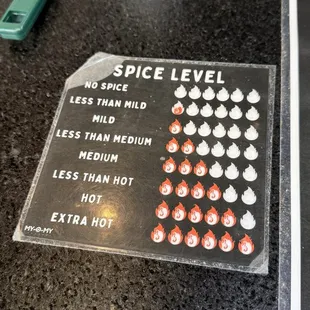 SPICE LEVEL
NO SPICE
LESS THAN MILD
MILD
LESS THAN MEDIUM
MEDIUM
LESS THAN HOT
HOT
EXTRA HOT
MY-O-MY